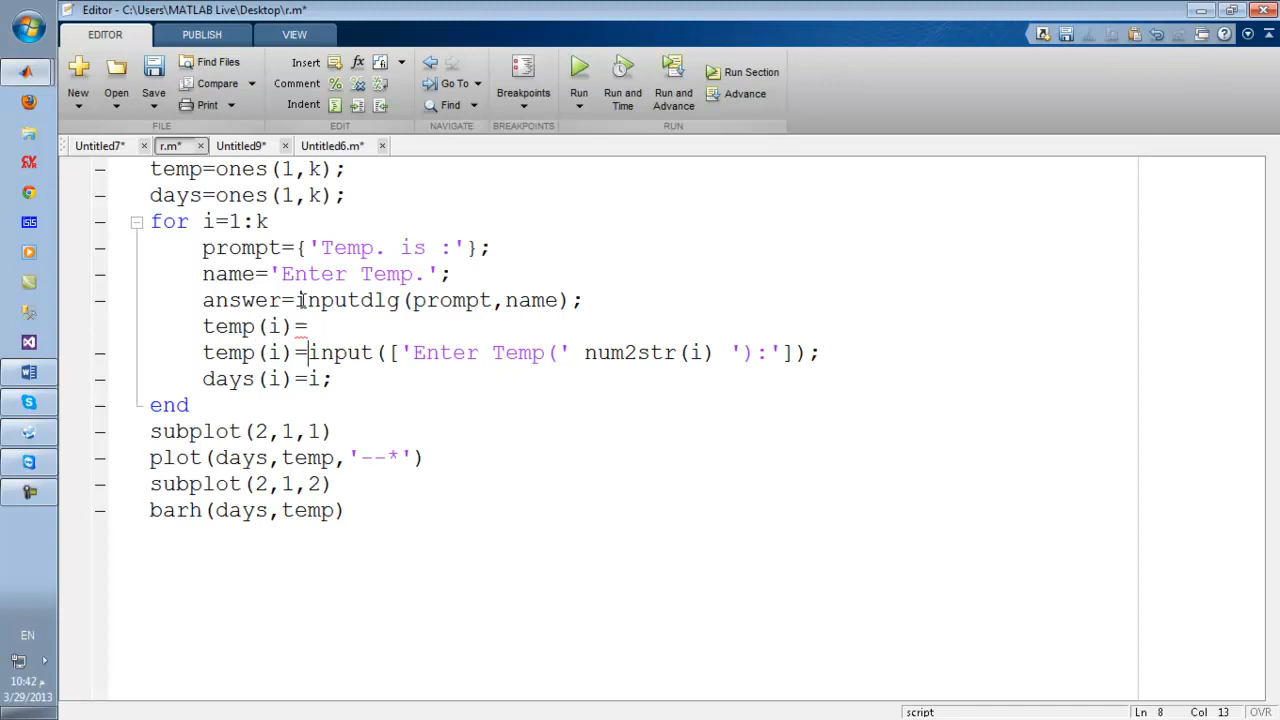 Editor - C:\Users\MATLAB Live\Desktop\r.m*
EDITOR PUBLISH VIEW
New Open Save Find Files Compare Print
Insert fx
Comment
Indent
Go To Find
Breakpoints
Run Run and Time Run and Advance Run Section Advance
FILE EDIT NAVIGATE BREAKPOINTS RUN
Untitled7* r.m* Untitled9* Untitled6.m*
temp=ones(1,k);
days=ones(1,k);
for i=1:k
prompt={'Temp. is :'};
name='Enter Temp.';
answer=inputdlg(prompt,name);
temp(i)=
temp(i)=input(['Enter Temp(' num2str(i) '):']);
days(i)=i;
end
subplot(2,1,1)
plot(days,temp,'--*')
subplot(2,1,2)
barh(days,temp)
EN
10:42 م
3/29/2013
script Ln 8 Col 13 OVR